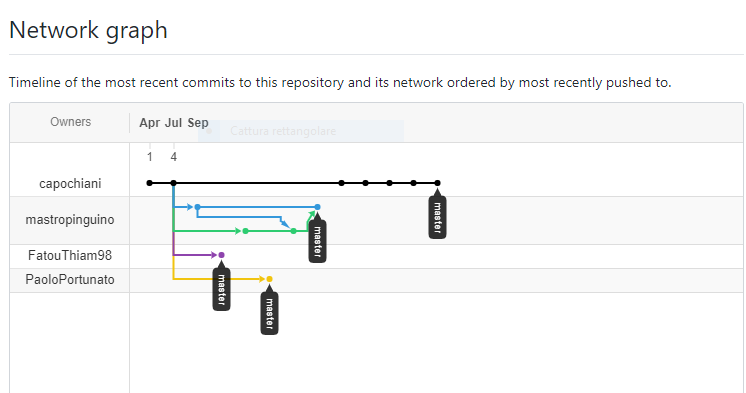 Network graph
Timeline of the most recent commits to this repository and its network ordered by most recently pushed to.
Owners Apr Jul Sep
Cattura rettangolare
1 4
capochiani
mastropinguino
FatouThiam98
PaoloPortunato
master
master
master
master